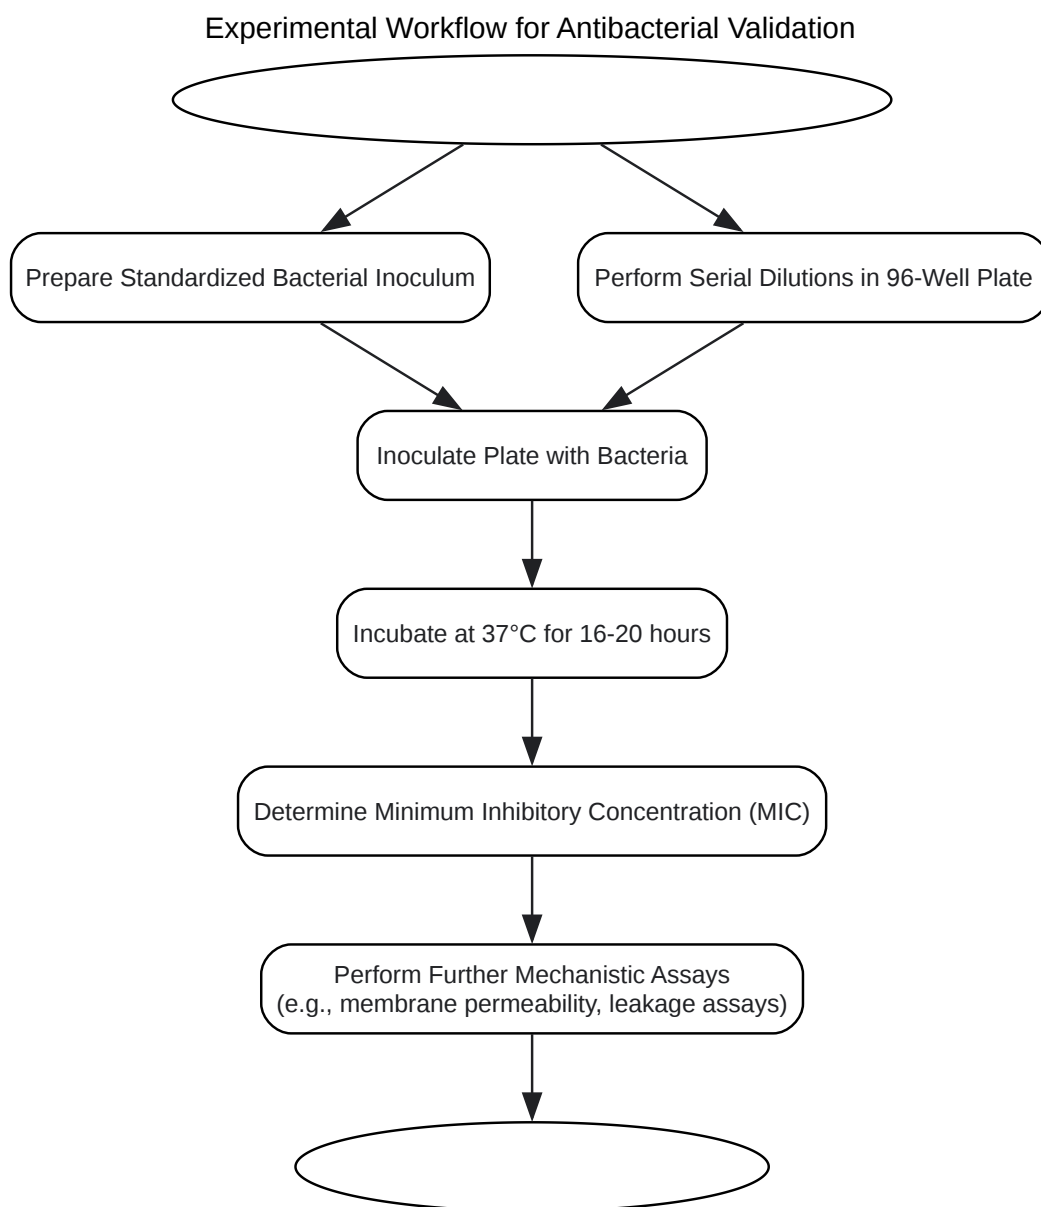 Experimental Workflow for Antibacterial Validation
Prepare Standardized Bacterial Inoculum
Perform Serial Dilutions in 96-Well Plate
Inoculate Plate with Bacteria
Incubate at 37°C for 16-20 hours
Determine Minimum Inhibitory Concentration (MIC)
Perform Further Mechanistic Assays
(e.g., membrane permeability, leakage assays)